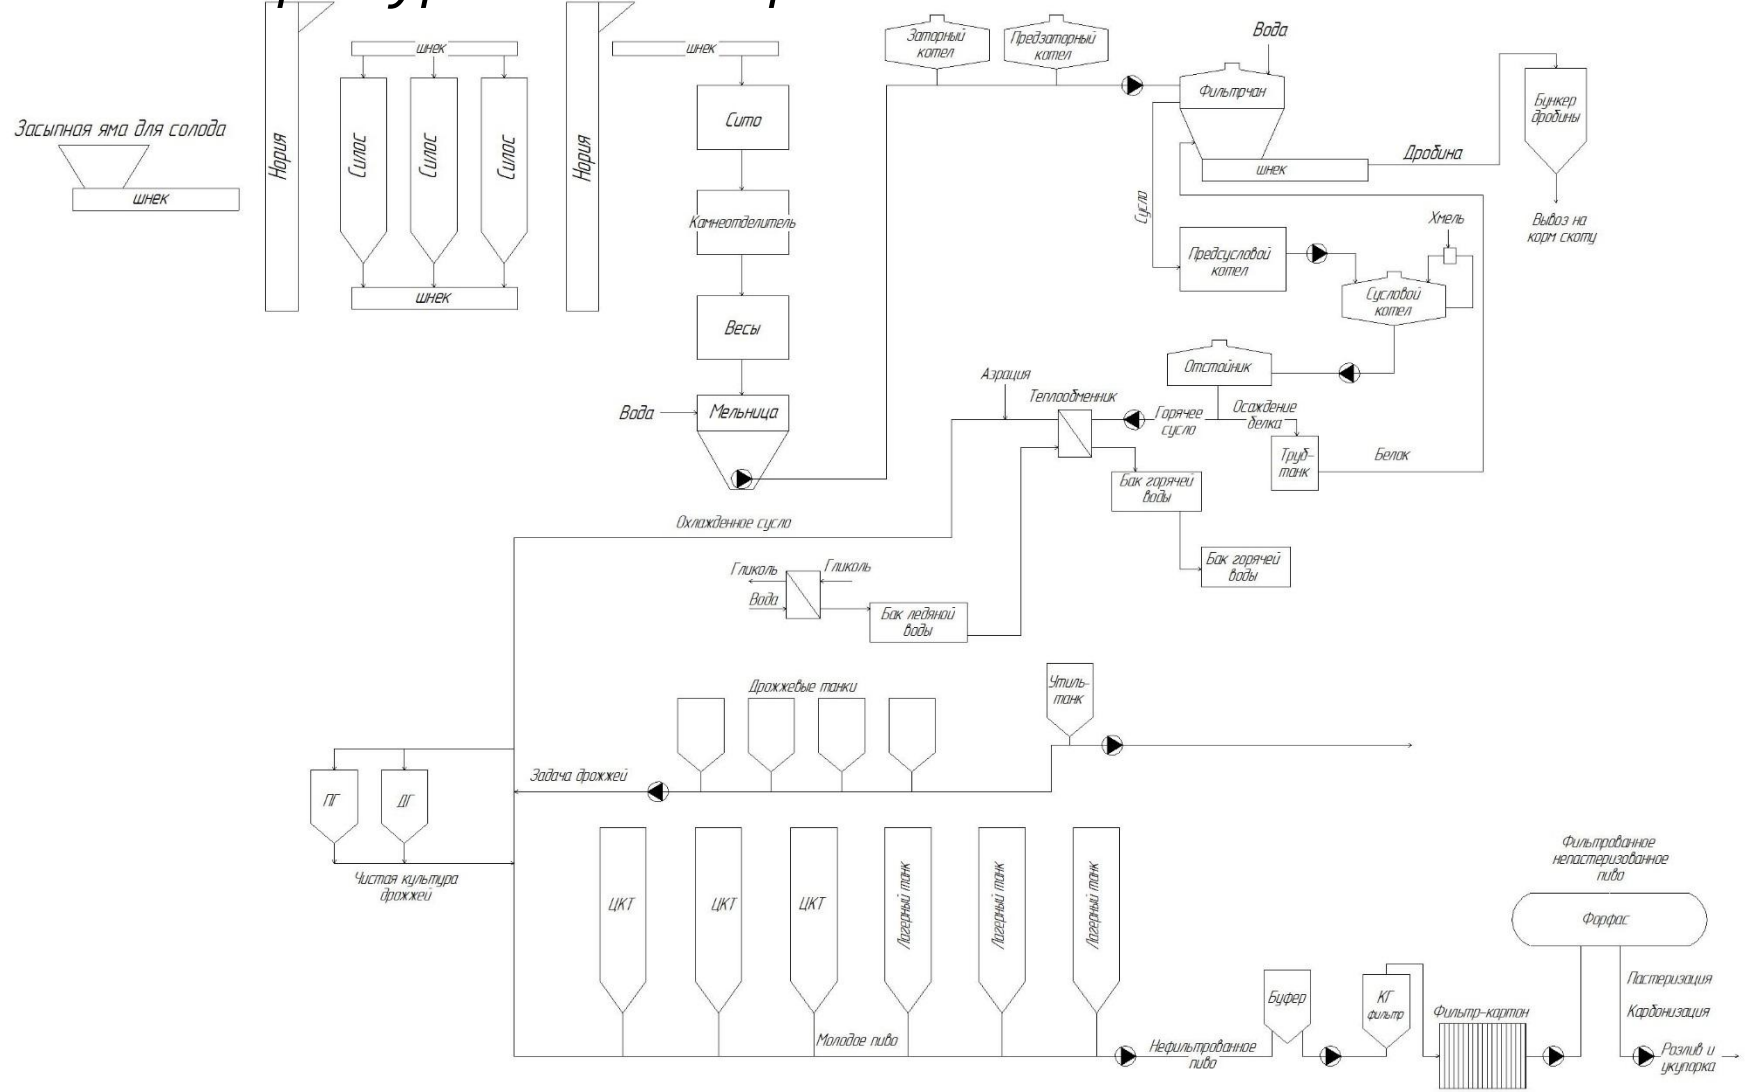 шнек
шнек
Засыпная яма для солода
шнек
Нория
Силос
Силос
Силос
шнек
Нория
Сито
Камнеотделитель
Весы
Вода
Мельница
Заторный
котел
Предзаторный
котел
Вода
Фильтрчан
шнек
Дробина
Бункер
дробины
Вывоз на
корм скоту
Сусло
Предсусловой
котел
Хмель
Сусловой
котел
Отстойник
Аэрация
Теплообменник
Горячее
сусло
Осаждение
белка
Труб-
танк
Белок
Бак горячей
воды
Бак горячей
воды
Охлажденное сусло
Гликоль
Гликоль
Вода
Бак ледяной
воды
Дрожжевые танки
Утиль-
танк
Задача дрожжей
ПГ
ДГ
Чистая культура
дрожжей
ЦКТ
ЦКТ
ЦКТ
Лагерный танк
Лагерный танк
Лагерный танк
Молодое пиво
Нефильтрованное
пиво
Буфер
КГ
фильтр
Фильтр-картон
Фильтрованное
непастеризованное
пиво
Форфас
Пастеризация
Карбонизация
Розлив и
укупорка